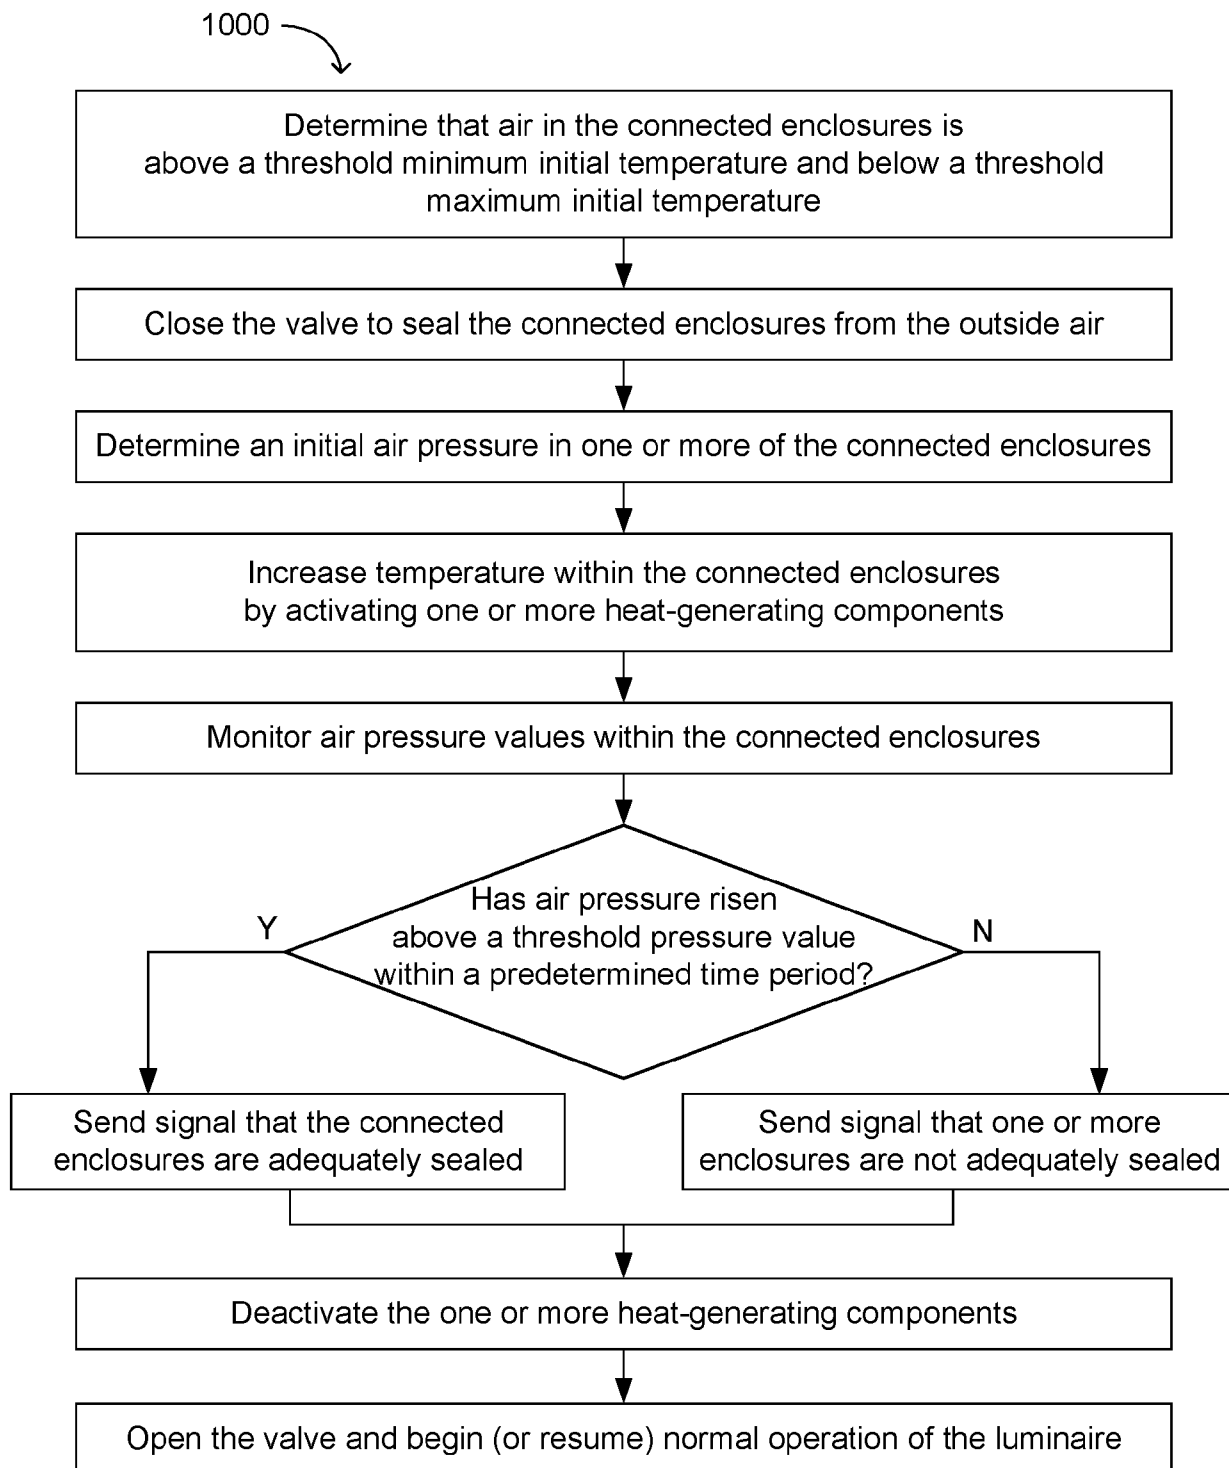 1000
Determine that air in the connected enclosures is
above a threshold minimum initial temperature and below a threshold
maximum initial temperature
Close the valve to seal the connected enclosures from the outside air
Determine an initial air pressure in one or more of the connected enclosures
Increase temperature within the connected enclosures
by activating one or more heat-generating components
Monitor air pressure values within the connected enclosures
Has air pressure risen
above a threshold pressure value
within a predetermined time period?
Y
N
Send signal that the connected
enclosures are adequately sealed
Send signal that one or more
enclosures are not adequately sealed
Deactivate the one or more heat-generating components
Open the valve and begin (or resume) normal operation of the luminaire